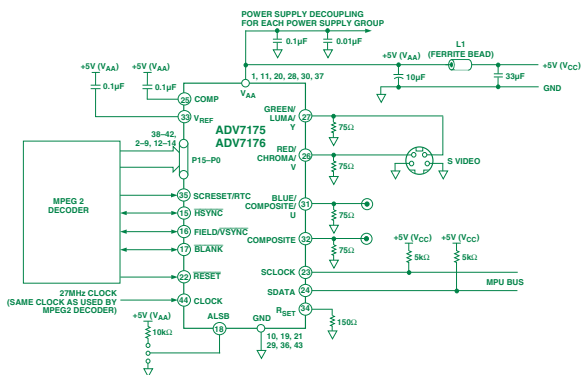 POWER SUPPLY DECOUPLING
FOR EACH POWER SUPPLY GROUP
0.1µF
0.01µF
L1
(FERRITE BEAD)
+5V (VAA)
+5V (VCC)
10µF
33µF
GND
+5V (VAA)
+5V (VAA)
0.1µF
0.1µF
1, 11, 20, 28, 30, 37
VAA
25
COMP
33
VREF
ADV7175
ADV7176
GREEN/
LUMA/
Y
27
75Ω
RED/
CHROMA/
V
26
75Ω
S VIDEO
38–42,
2–9, 12–14
P15–P0
MPEG 2
DECODER
35
SCRESET/RTC
15
HSYNC
16
FIELD/VSYNC
17
BLANK
22
RESET
BLUE/
COMPOSITE/
U
31
75Ω
COMPOSITE
32
75Ω
+5V (VCC)
+5V (VCC)
5kΩ
5kΩ
SCLOCK
23
MPU BUS
SDATA
24
27MHz CLOCK
(SAME CLOCK AS USED BY
MPEG2 DECODER)
44
CLOCK
RSET
34
150Ω
+5V (VAA)
10kΩ
ALSB
18
GND
10, 19, 21
29, 36, 43